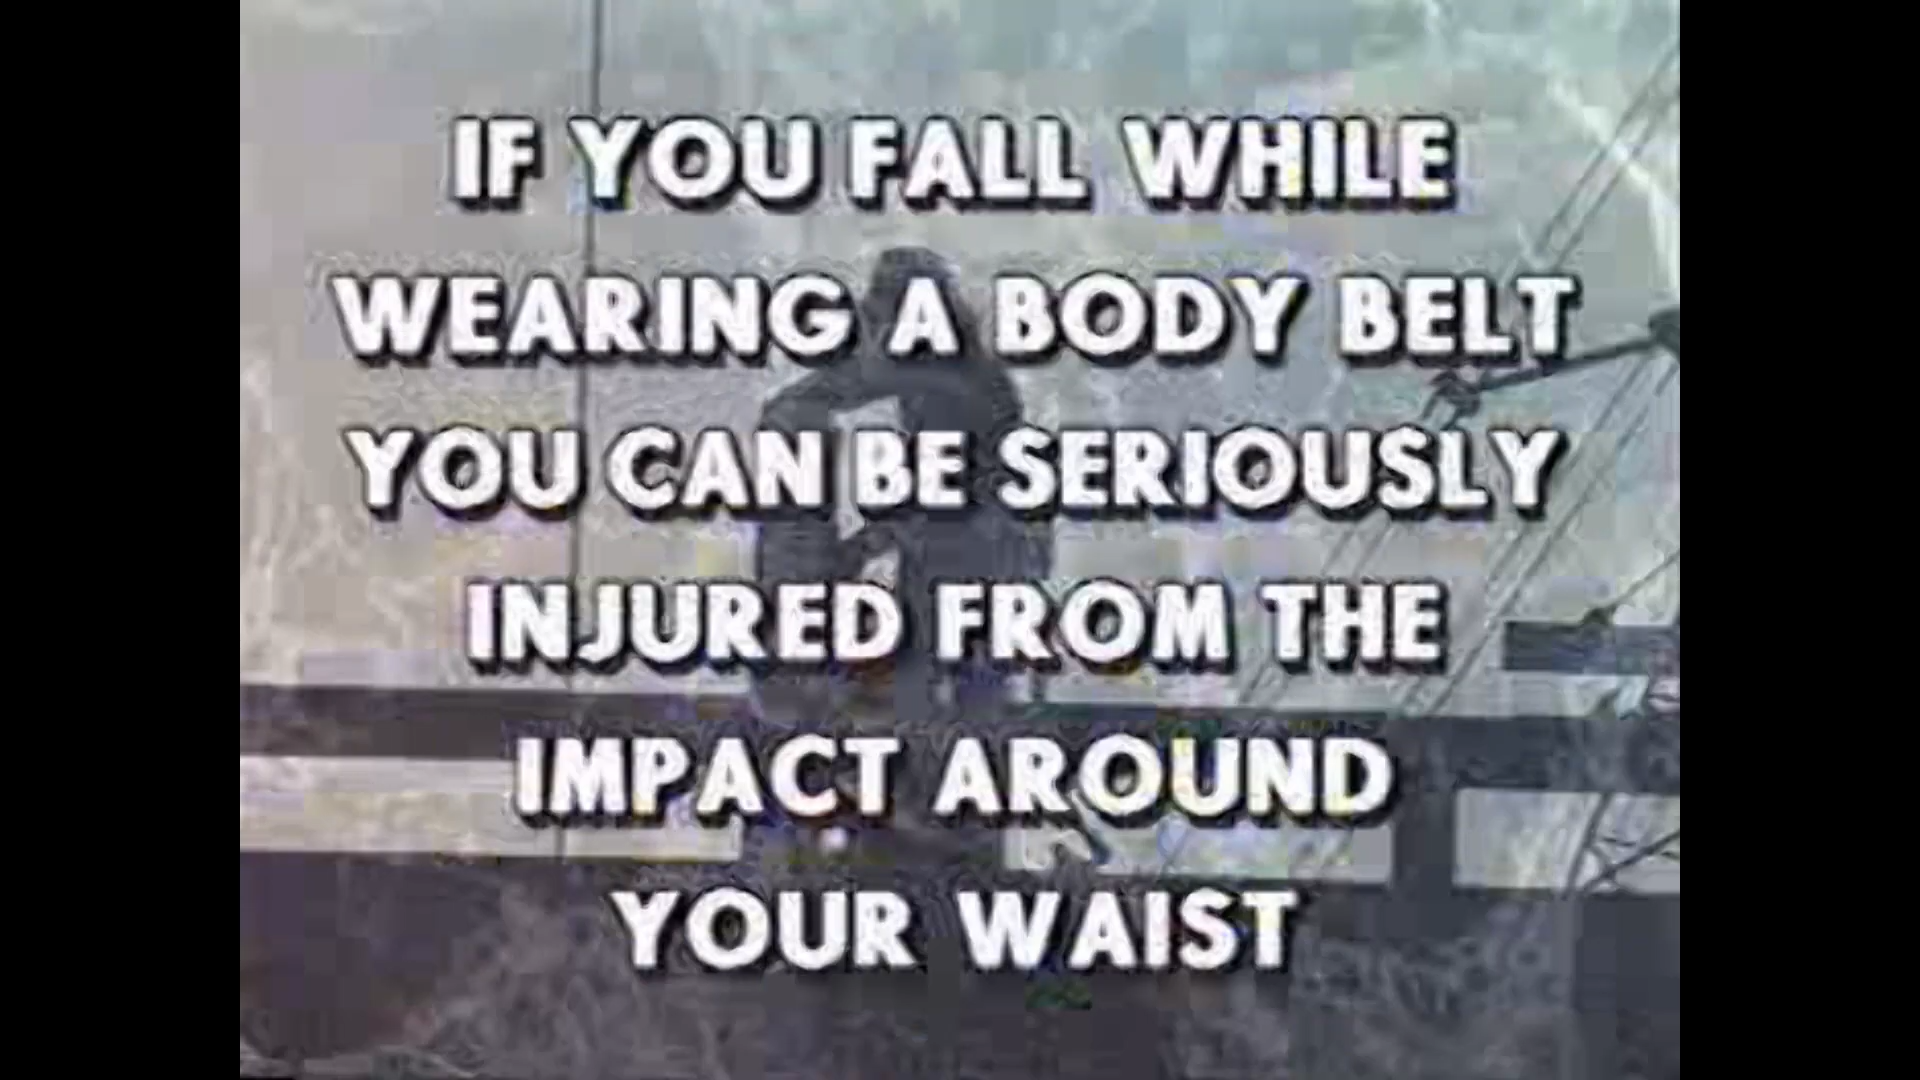 IF YOU FALL WHILE
WEARING A BODY BELT
YOU CAN BE SERIOUSLY
INJURED FROM THE
IMPACT AROUND
YOUR WAIST